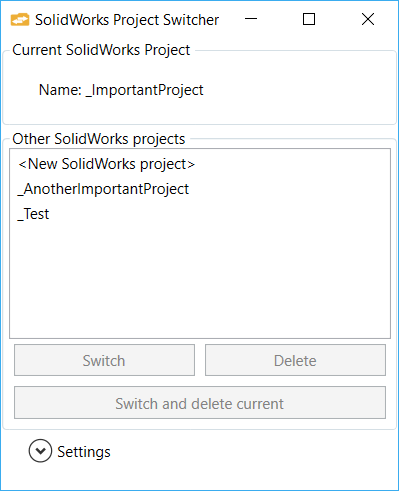 SolidWorks Project Switcher
Current SolidWorks Project
Name: _ImportantProject
Other SolidWorks projects
<New SolidWorks project>
_AnotherImportantProject
_Test
Switch
Delete
Switch and delete current
Settings